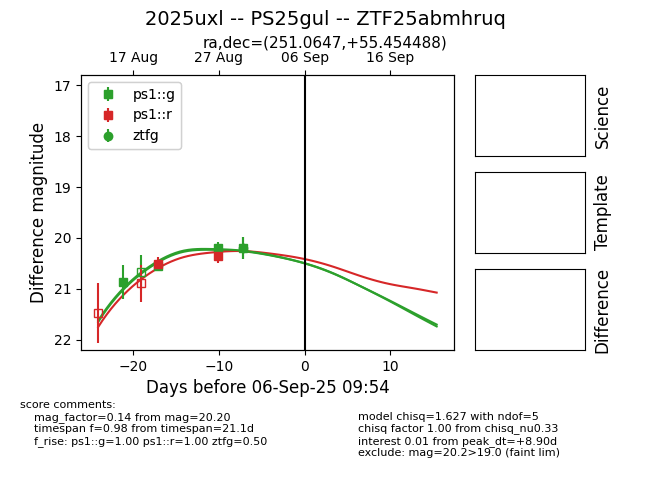 2025uxl -- PS25gul -- ZTF25abmhruq
ra,dec=(251.0647,+55.454488)
17 Aug 27 Aug 06 Sep 16 Sep
ps1::g
ps1::r
ztfg
17
18
19
20
21
22
Difference magnitude
−20 −10 0 10
Days before 06-Sep-25 09:54
Science
Template
Difference
score comments:
mag_factor=0.14 from mag=20.20
timespan f=0.98 from timespan=21.1d
f_rise: ps1::g=1.00 ps1::r=1.00 ztfg=0.50
model chisq=1.627 with ndof=5
chisq factor 1.00 from chisq_nu0.33
interest 0.01 from peak_dt=+8.90d
exclude: mag=20.2>19.0 (faint lim)